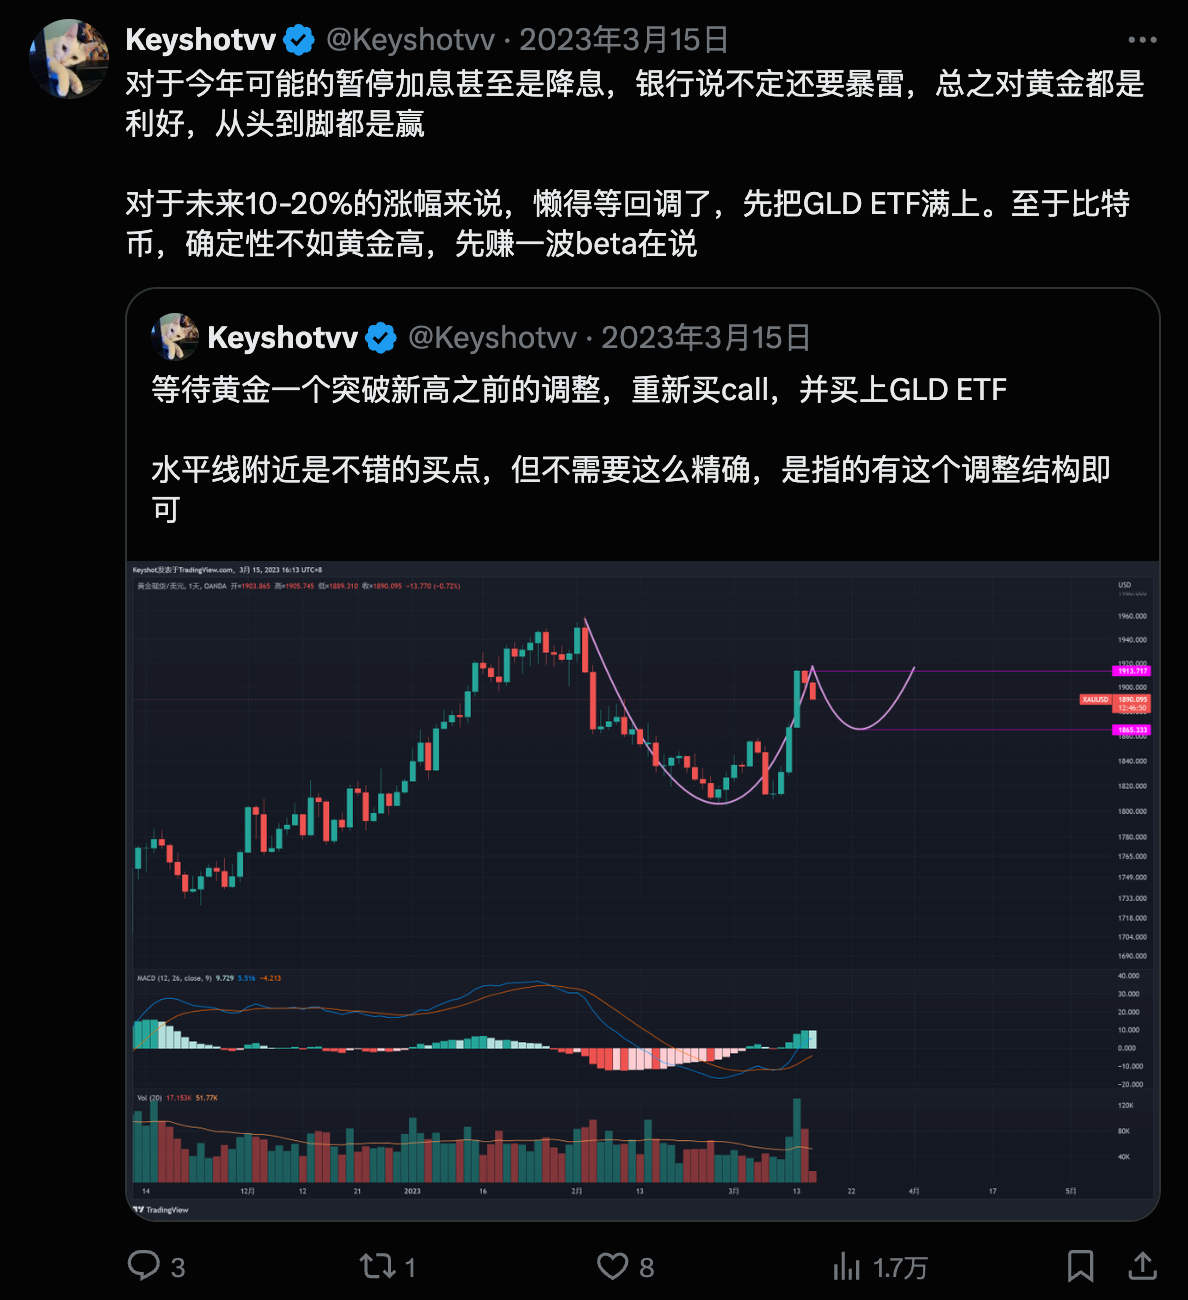 Keyshotvv @Keyshotvv · 2023年3月15日
对于今年可能的暂停加息甚至是降息，银行说不定还要暴雷，总之对黄金都是
利好，从头到脚都是赢
对于未来10-20%的涨幅来说，懒得等回调了，先把GLD ETF满上。至于比特
币，确定性不如黄金高，先赚一波beta在说
Keyshotvv @Keyshotvv · 2023年3月15日
等待黄金一个突破新高之前的调整，重新买call，并买上GLD ETF
水平线附近是不错的买点，但不需要这么精确，是指的有这个调整结构即
可
Keyshot发表于TradingView.com, 3月 15, 2023 16:13 UTC+8
黄金现货/美元, 1天, OANDA 开=1903.865 高=1905.745 低=1889.310 收=1890.095 −13.770 (−0.72%)
USD
1960.000
1940.000
1920.000
1913.717
1900.000
XAUUSD 1890.095
12:46:50
1865.333
1860.000
1840.000
1820.000
1800.000
1780.000
1765.000
1749.000
1733.000
1718.000
1704.000
1690.000
MACD (12, 26, close, 9) 9.729 5.516 −4.213
40.000
30.000
20.000
10.000
0.000
−10.000
−20.000
Vol (20) 17.153K 51.77K
120K
80K
40K
14 12月 12 21 2023 16 2月 13 3月 13 22 4月 17 5月
TradingView
3 1 8 1.7万